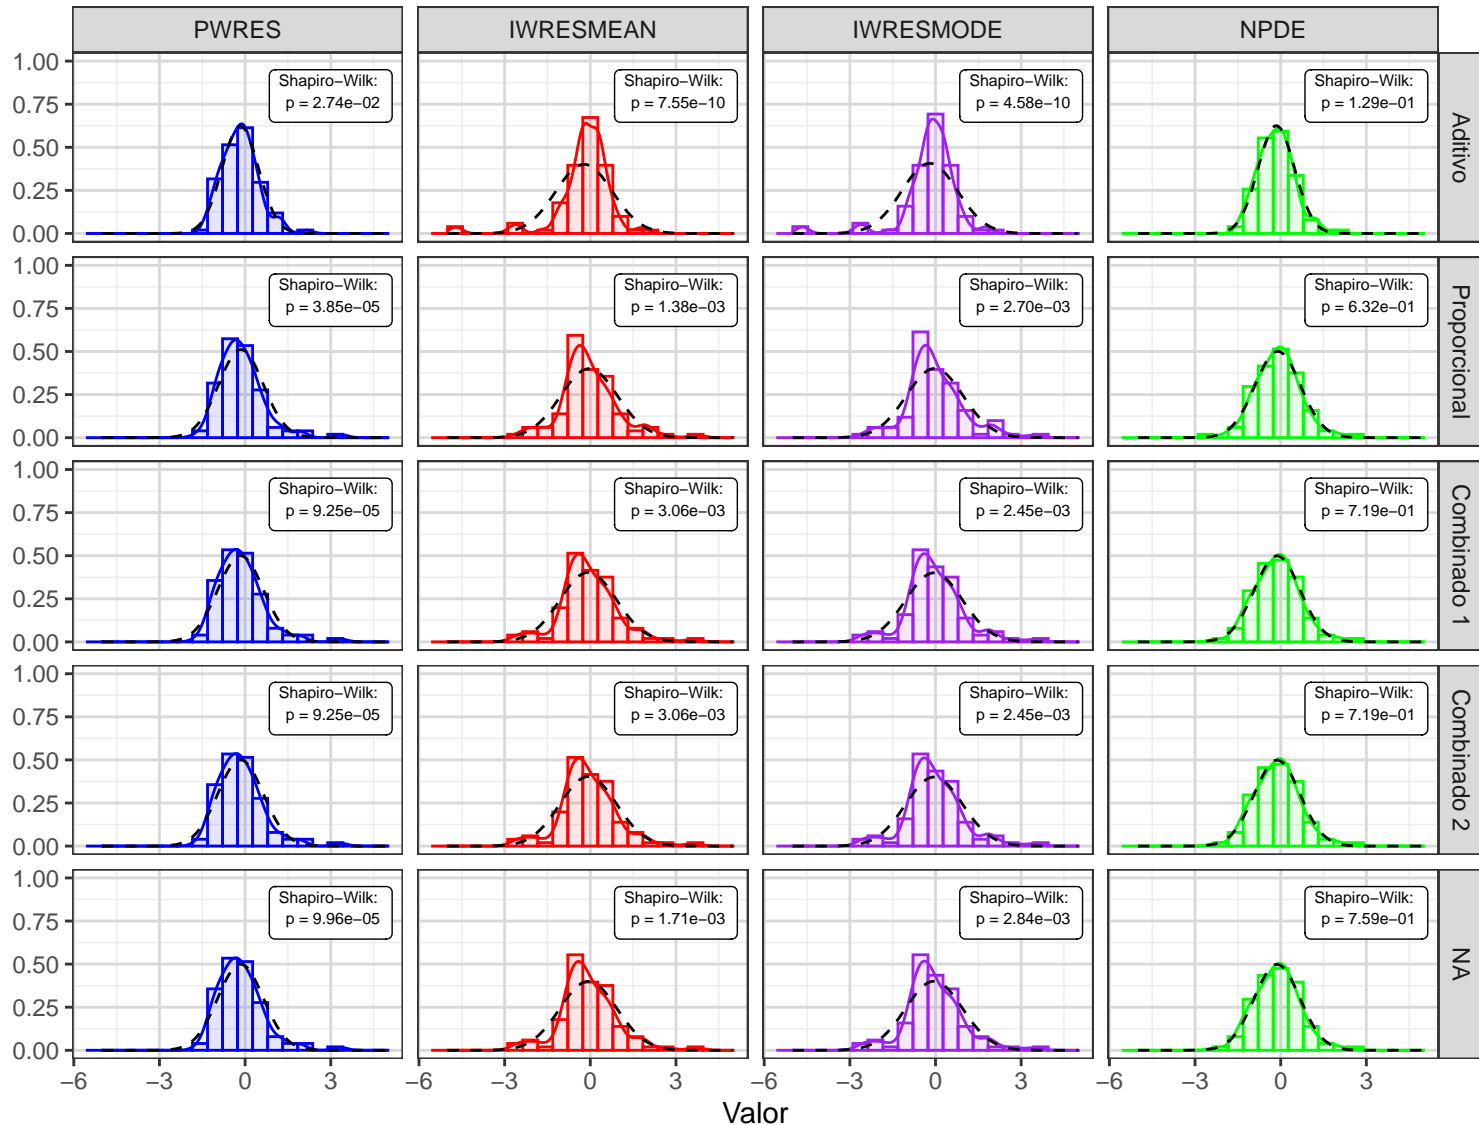 PWRES IWRESMEAN IWRESMODE NPDE
1.00
0.75
0.50
0.25
0.00
Shapiro−Wilk:
p = 2.74e−02
Shapiro−Wilk:
p = 7.55e−10
Shapiro−Wilk:
p = 4.58e−10
Shapiro−Wilk:
p = 1.29e−01
Aditivo
1.00
0.75
0.50
0.25
0.00
Shapiro−Wilk:
p = 3.85e−05
Shapiro−Wilk:
p = 1.38e−03
Shapiro−Wilk:
p = 2.70e−03
Shapiro−Wilk:
p = 6.32e−01
Proporcional
1.00
0.75
0.50
0.25
0.00
Shapiro−Wilk:
p = 9.25e−05
Shapiro−Wilk:
p = 3.06e−03
Shapiro−Wilk:
p = 2.45e−03
Shapiro−Wilk:
p = 7.19e−01
Combinado 1
1.00
0.75
0.50
0.25
0.00
Shapiro−Wilk:
p = 9.25e−05
Shapiro−Wilk:
p = 3.06e−03
Shapiro−Wilk:
p = 2.45e−03
Shapiro−Wilk:
p = 7.19e−01
Combinado 2
1.00
0.75
0.50
0.25
0.00
Shapiro−Wilk:
p = 9.96e−05
Shapiro−Wilk:
p = 1.71e−03
Shapiro−Wilk:
p = 2.84e−03
Shapiro−Wilk:
p = 7.59e−01
NA
−6 −3 0 3 −6 −3 0 3 −6 −3 0 3 −6 −3 0 3
Valor